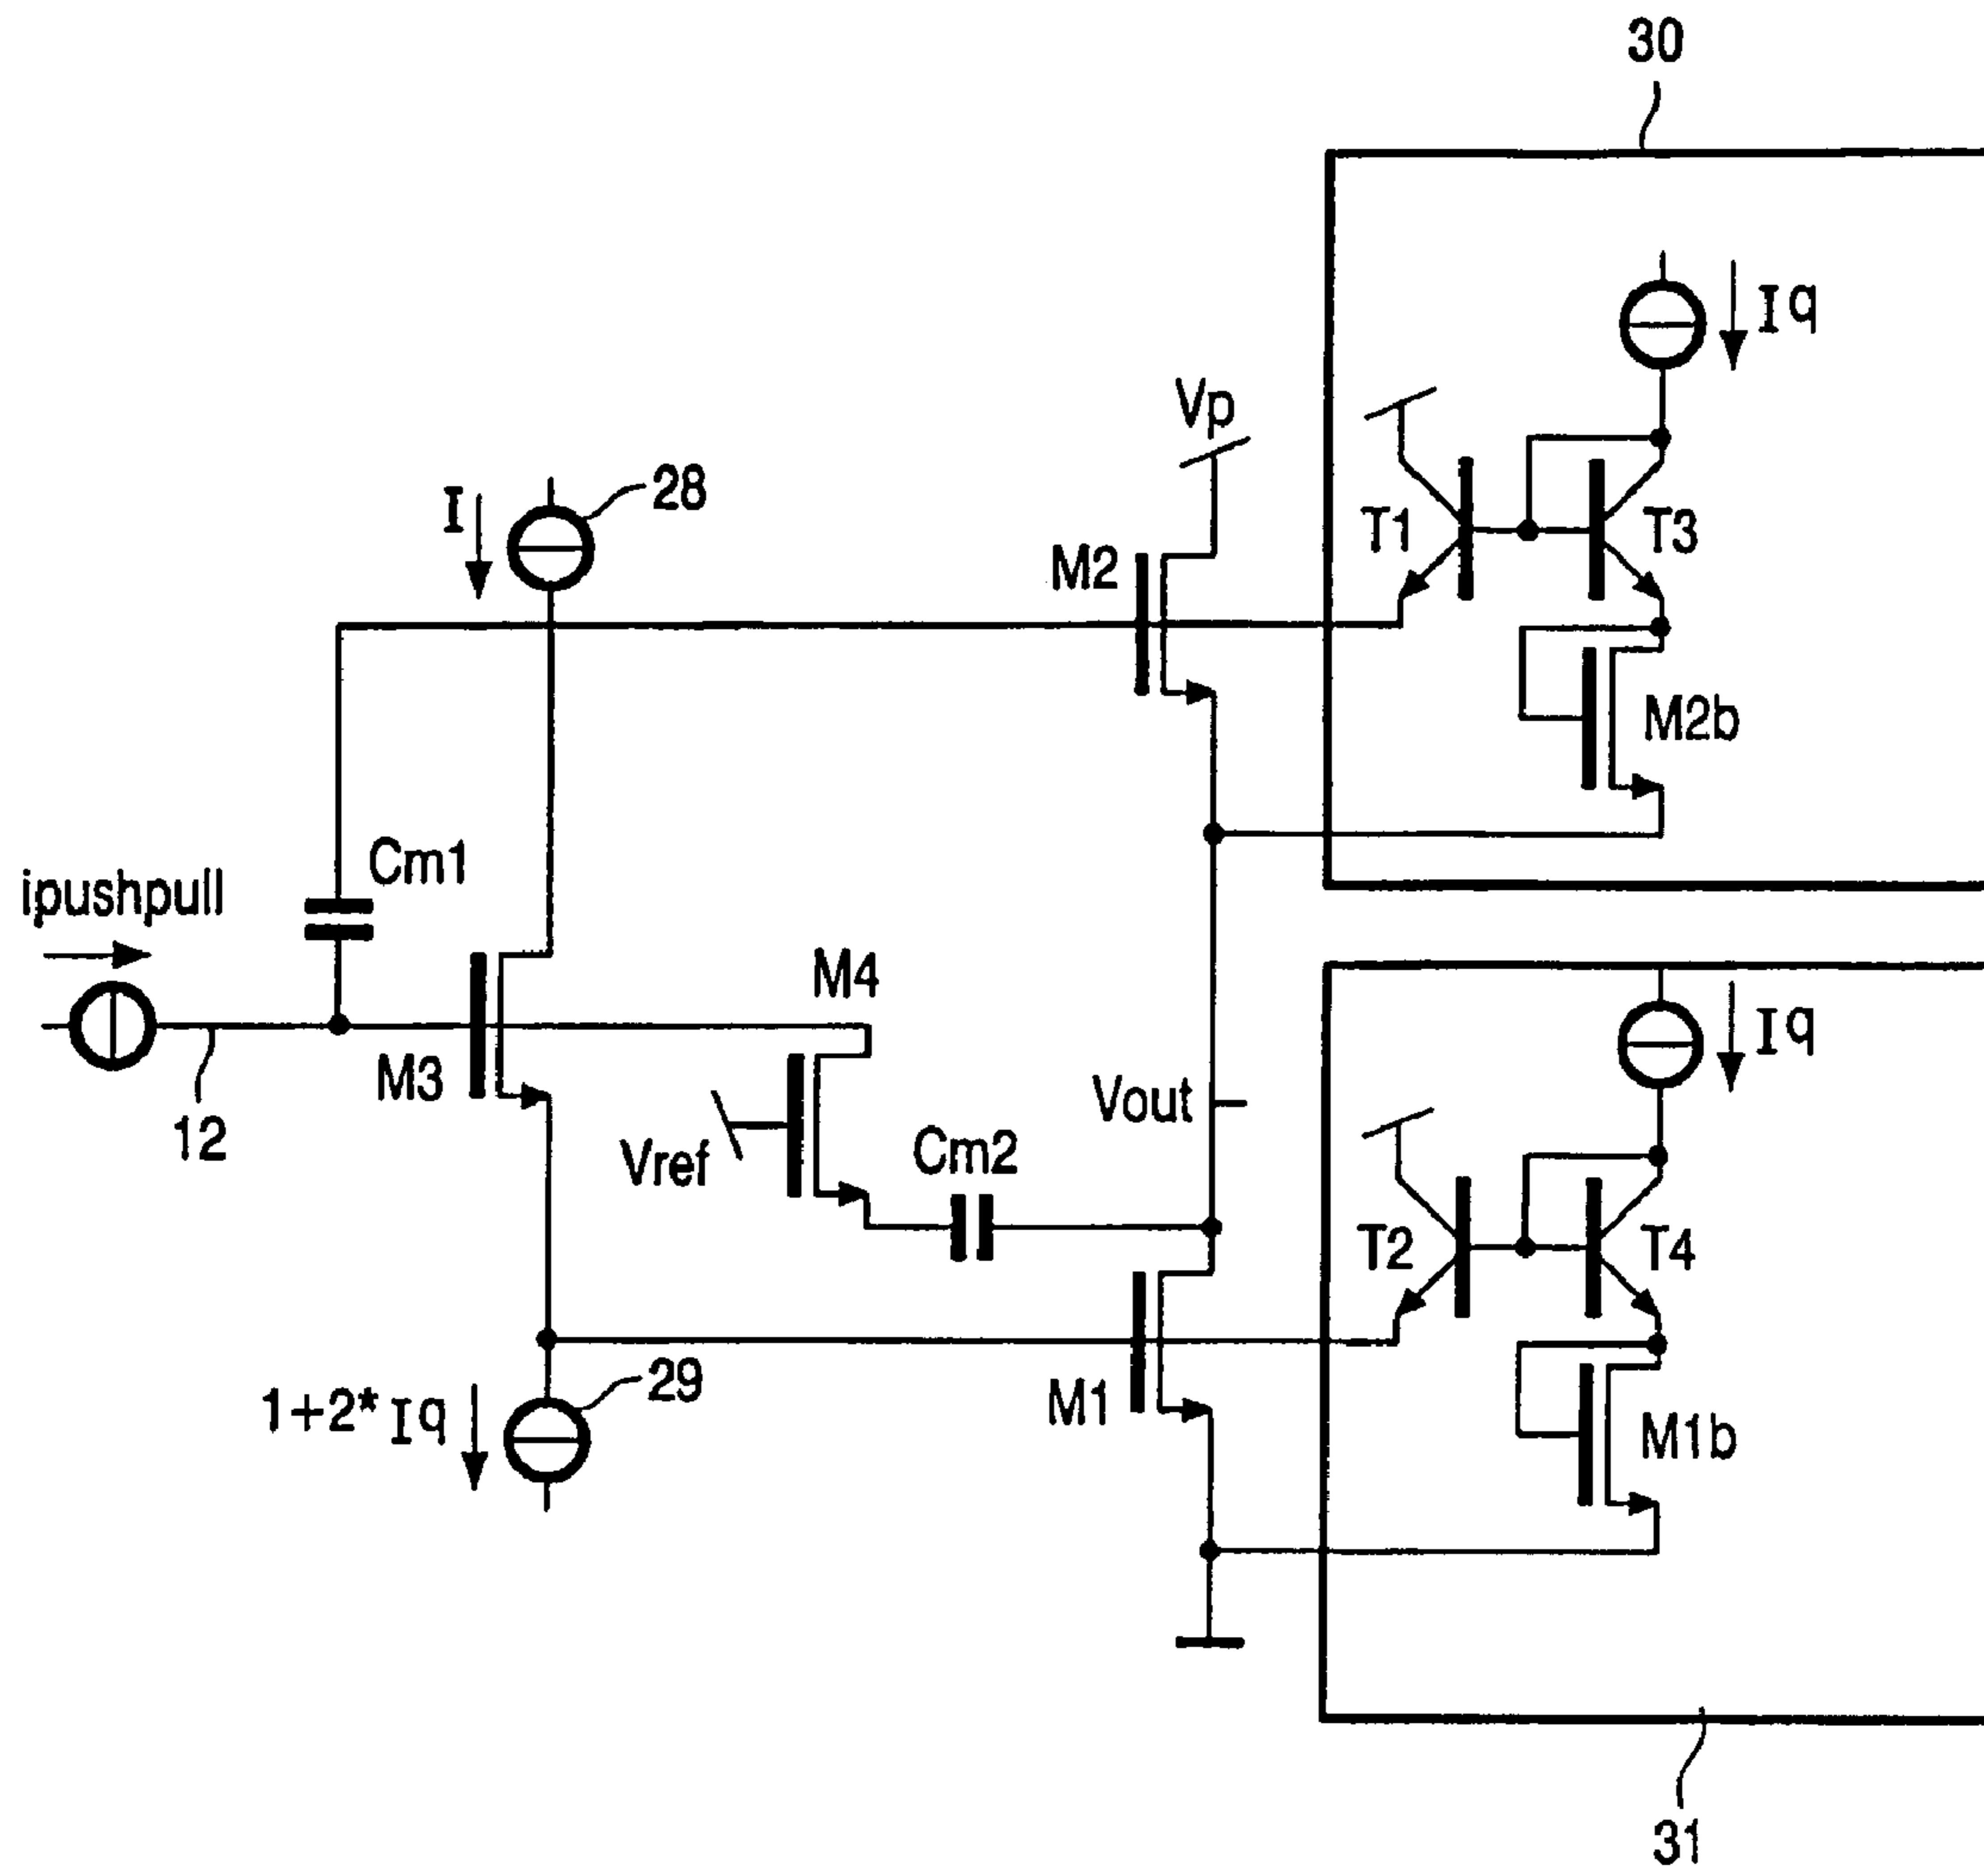 30
Iq
Vp
I
28
T1
T3
M2
M2b
Cm1
ipushpull
M4
Iq
M3
Vout
12
Vref
Cm2
T2
T4
29
1+2*Iq
M1
M1b
31